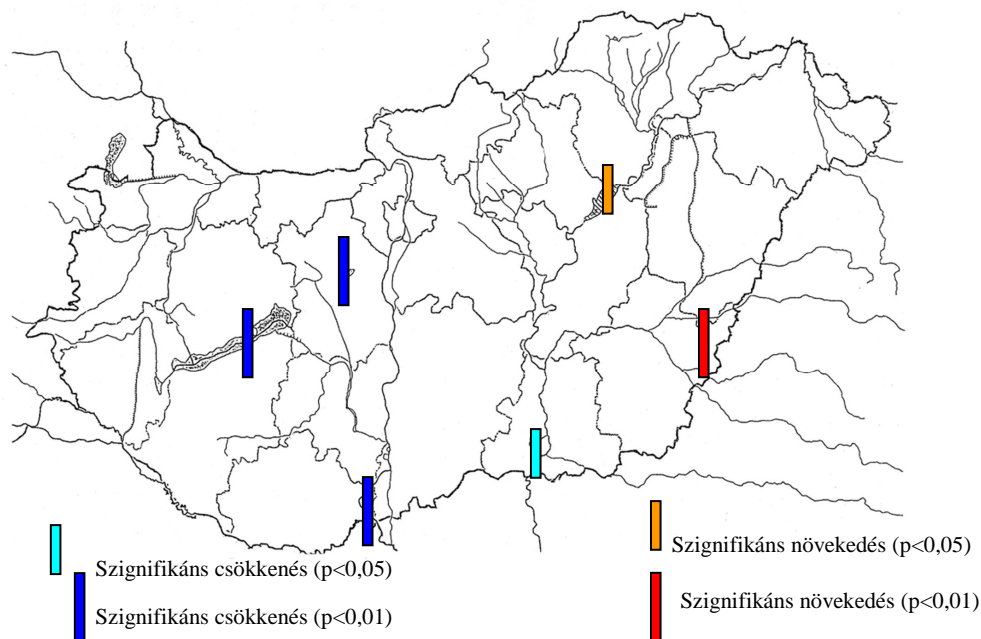 Szignifikáns csökkenés (p<0,05)
Szignifikáns csökkenés (p<0,01)
Szignifikáns növekedés (p<0,05)
Szignifikáns növekedés (p<0,01)